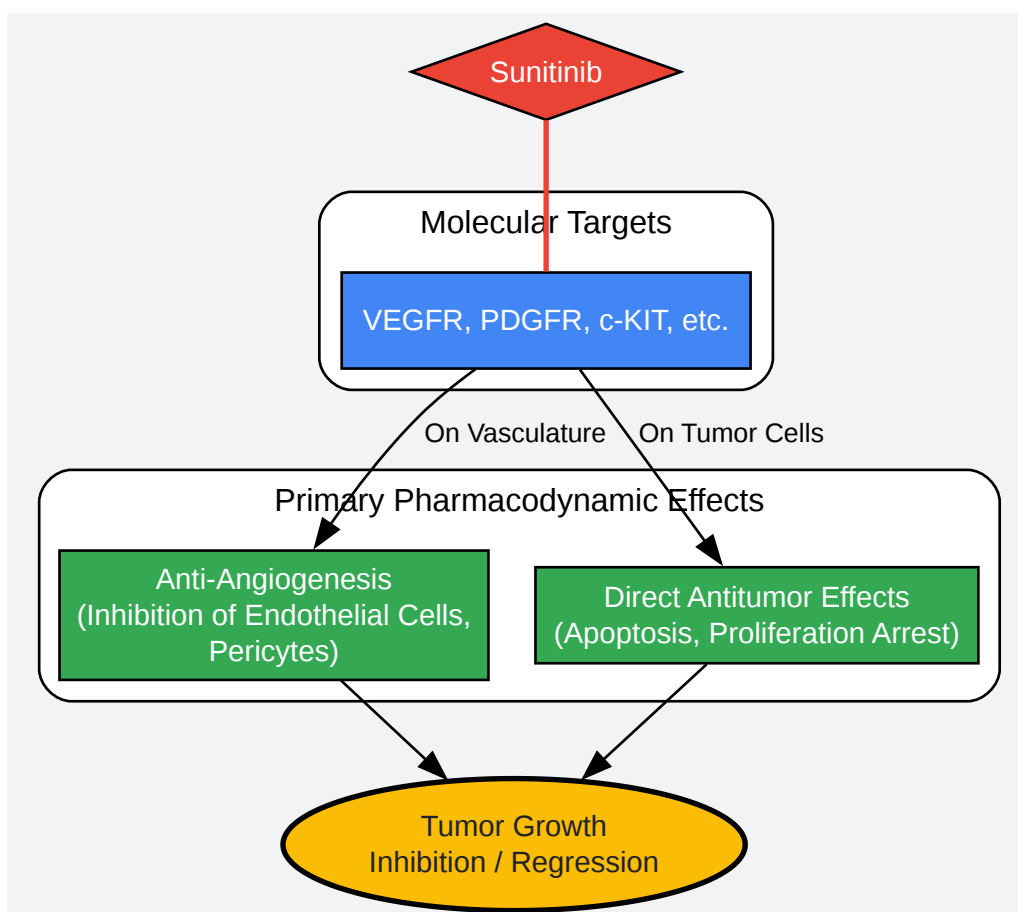 Sunitinib
Molecular Targets
VEGFR, PDGFR, c-KIT, etc.
On Vasculature
On Tumor Cells
Primary Pharmacodynamic Effects
Anti-Angiogenesis
(Inhibition of Endothelial Cells,
Pericytes)
Direct Antitumor Effects
(Apoptosis, Proliferation Arrest)
Tumor Growth
Inhibition / Regression